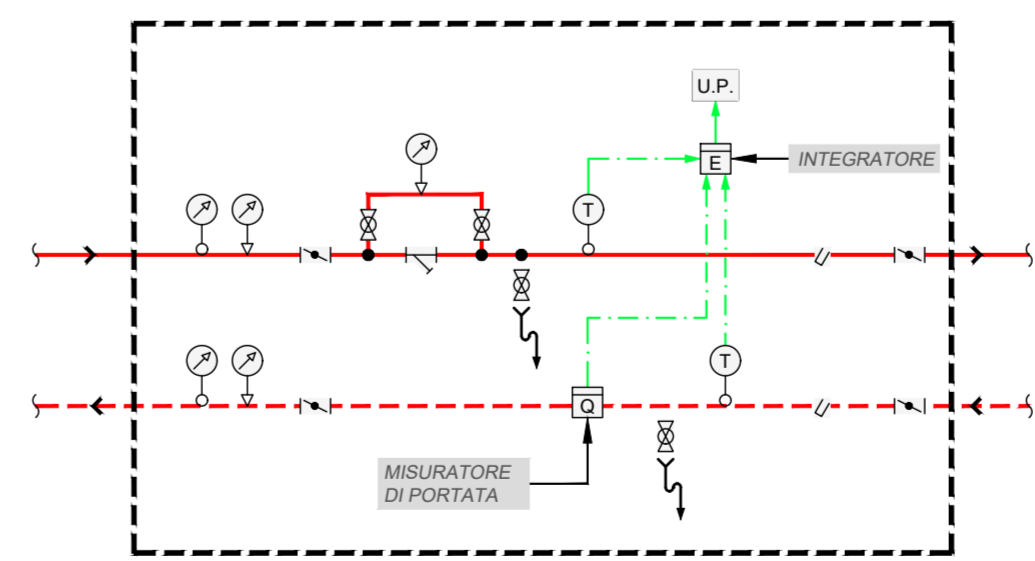 U.P.
E
INTEGRATORE
T
T
Q
MISURATORE
DI PORTATA